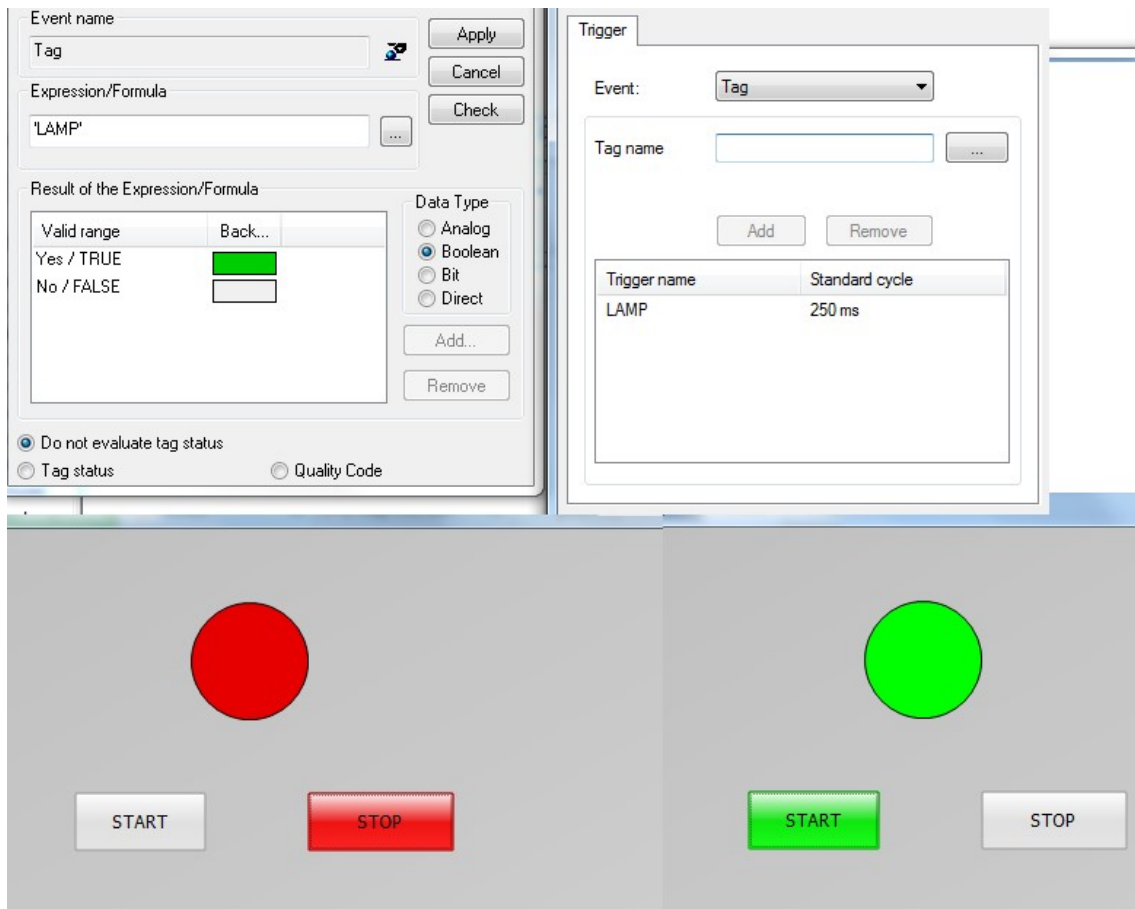 Event name
Tag
Apply
Cancel
Expression/Formula
Check
'LAMP'
...
Result of the Expression/Formula
Valid range Back...
Yes / TRUE
No / FALSE
Data Type
Analog
Boolean
Bit
Direct
Add...
Remove
Do not evaluate tag status
Tag status Quality Code
Trigger
Event: Tag
Tag name ...
Add Remove
Trigger name Standard cycle
LAMP 250 ms
START STOP
START STOP